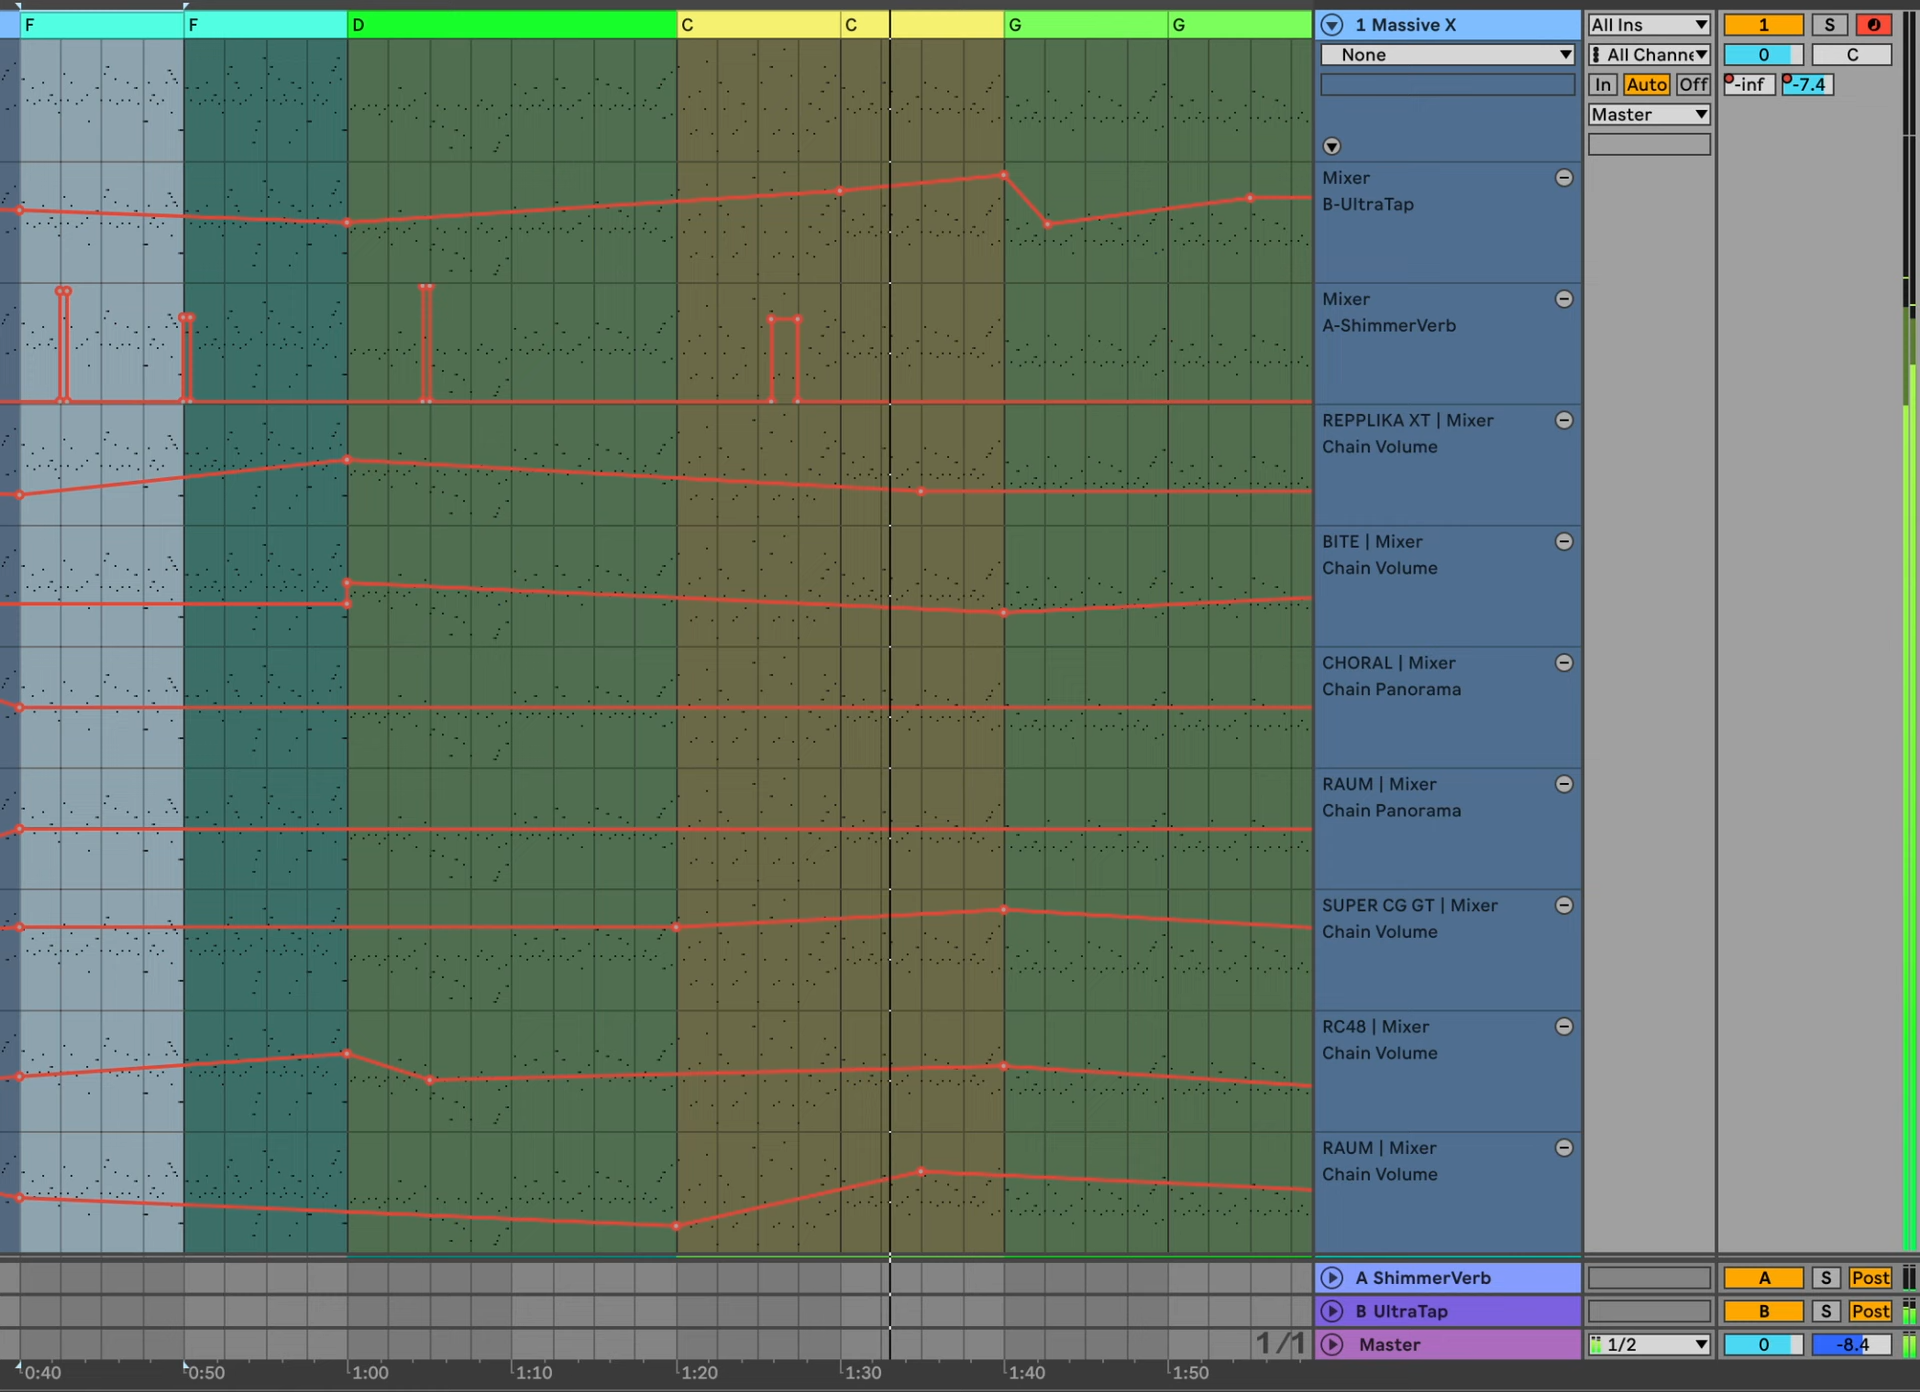 F F D C C G G
1 Massive X
All Ins
1 S
None
All Channe
0 C
In Auto Off
-inf -7.4
Master
Mixer
B-UltraTap
Mixer
A-ShimmerVerb
REPPLIKA XT | Mixer
Chain Volume
BITE | Mixer
Chain Volume
CHORAL | Mixer
Chain Panorama
RAUM | Mixer
Chain Panorama
SUPER CG GT | Mixer
Chain Volume
RC48 | Mixer
Chain Volume
RAUM | Mixer
Chain Volume
A ShimmerVerb
A S Post
B UltraTap
B S Post
1/1
Master
1/2
0 -8.4
0:40 0:50 1:00 1:10 1:20 1:30 1:40 1:50